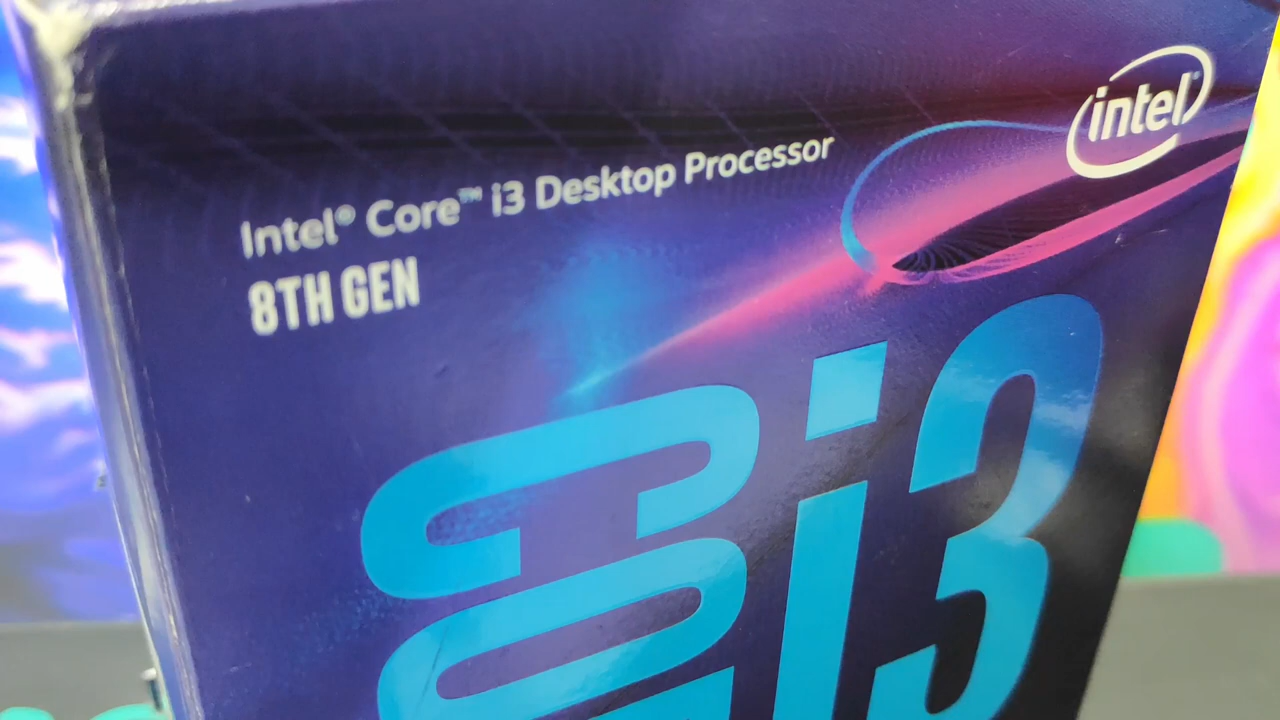 intel
Intel® Core™ i3 Desktop Processor
8TH GEN
i3